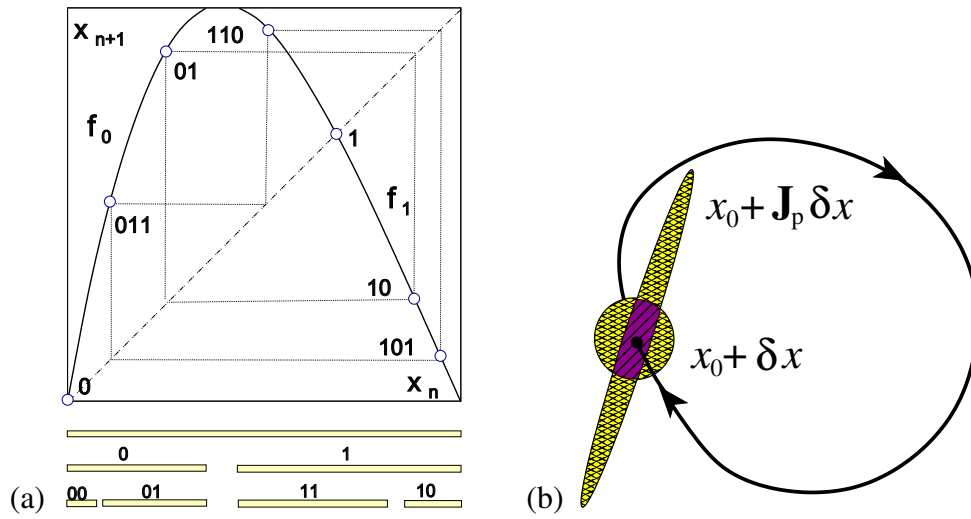 x n+1
110
01
f 0
1
011
f 1
10
101
0
x n
0 1
00 01 11 10
(a)
x0 + Jp δx
x0 + δx
(b)